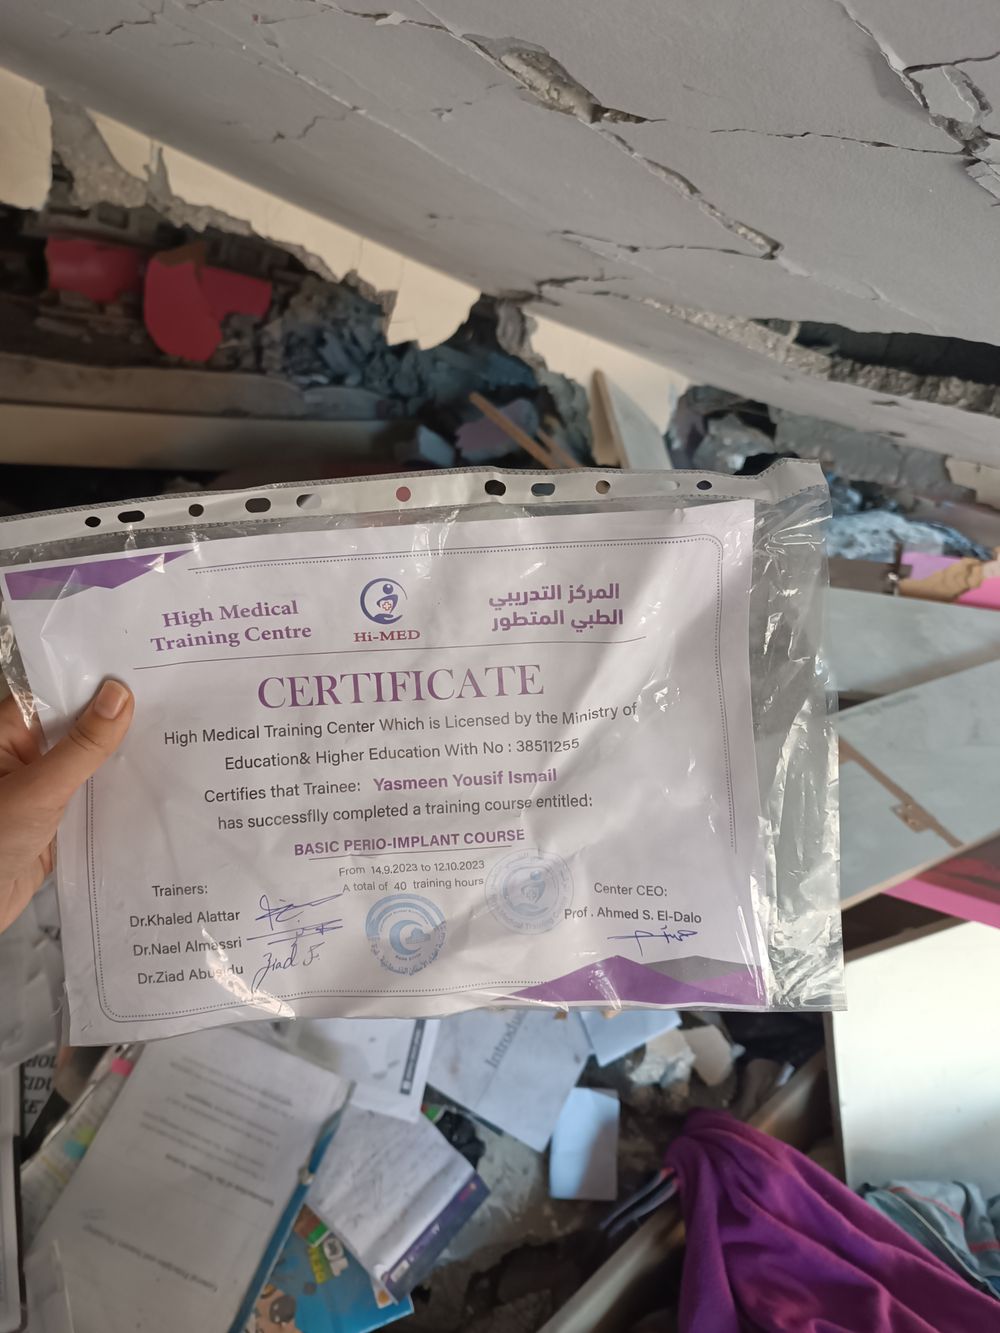 High Medical
Training Centre
Hi-MED
المركز التدريبي
الطبي المتطور
CERTIFICATE
High Medical Training Center Which is Licensed by the Ministry of
Education& Higher Education With No : 38511255
Certifies that Trainee: Yasmeen Yousif Ismail
has successflly completed a training course entitled:
BASIC PERIO-IMPLANT COURSE
From 14.9.2023 to 12.10.2023
A total of 40 training hours
Trainers:
Dr.Khaled Alattar
Dr.Nael Almassri
Dr.Ziad Abusidu
Ziad F.
Center CEO:
Prof. Ahmed S. El-Dalo